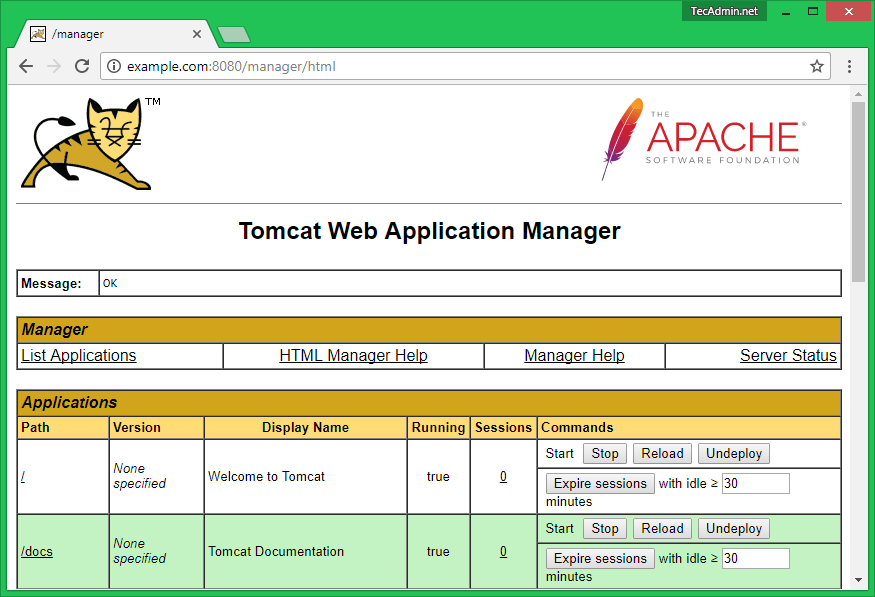 TecAdmin.net
/manager
example.com:8080/manager/html
TM
THE
APACHE®
SOFTWARE FOUNDATION
Tomcat Web Application Manager
Message: OK
Manager
List Applications HTML Manager Help Manager Help Server Status
Applications
Path Version Display Name Running Sessions Commands
/ None specified Welcome to Tomcat true 0 Start Stop Reload Undeploy
Expire sessions with idle ≥ 30 minutes
/docs None specified Tomcat Documentation true 0 Start Stop Reload Undeploy
Expire sessions with idle ≥ 30 minutes